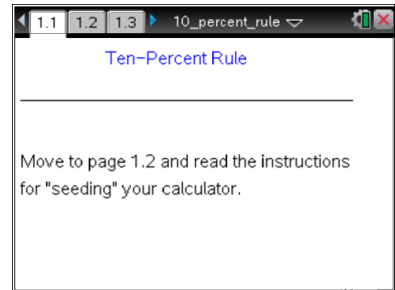 1.1 1.2 1.3 10_percent_rule
Ten-Percent Rule
Move to page 1.2 and read the instructions
for "seeding" your calculator.